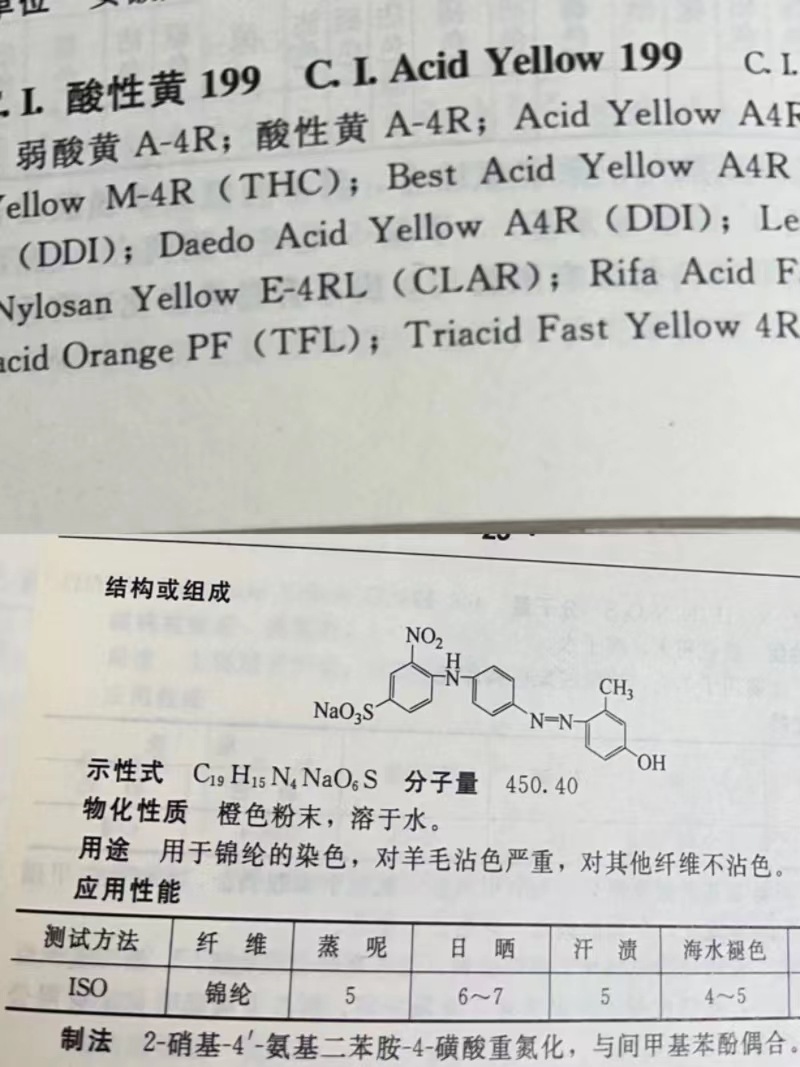 单位
. I. 酸性黄 199 C. I. Acid Yellow 199 C. I.
弱酸黄 A-4R；酸性黄 A-4R；Acid Yellow A4R
Yellow M-4R（THC）；Best Acid Yellow A4R
（DDI）；Daedo Acid Yellow A4R（DDI）；Le
Nylosan Yellow E-4RL（CLAR）；Rifa Acid F
acid Orange PF（TFL）；Triacid Fast Yellow 4R
结构或组成
NO₂
H
N
CH₃
NaO₃S
N=N
OH
示性式 C₁₉H₁₅N₄NaO₆S 分子量 450.40
物化性质 橙色粉末，溶于水。
用途 用于锦纶的染色，对羊毛沾色严重，对其他纤维不沾色。
应用性能
测试方法 纤维 蒸呢 日晒 汗渍 海水褪色
ISO 锦纶 5 6～7 5 4～5
制法 2-硝基-4′-氨基二苯胺-4-磺酸重氮化，与间甲基苯酚偶合。